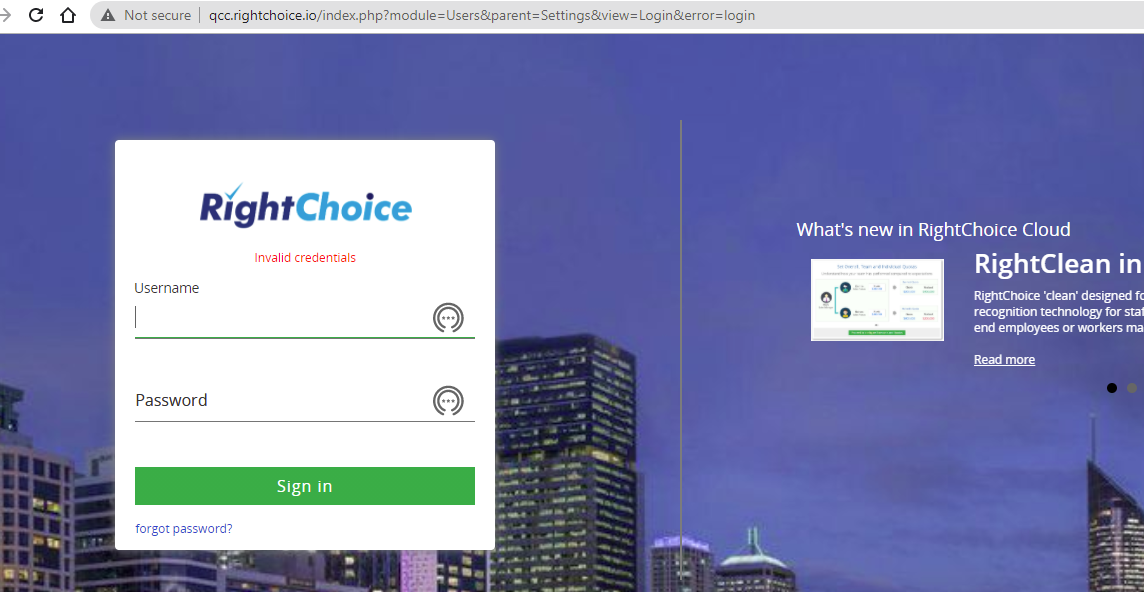 Not secure | qcc.rightchoice.io/index.php?module=Users&parent=Settings&view=Login&error=login
RightChoice
Invalid credentials
Username
Password
Sign in
forgot password?
What's new in RightChoice Cloud
RightClean in
RightChoice 'clean' designed fo
recognition technology for staf
end employees or workers ma
Read more